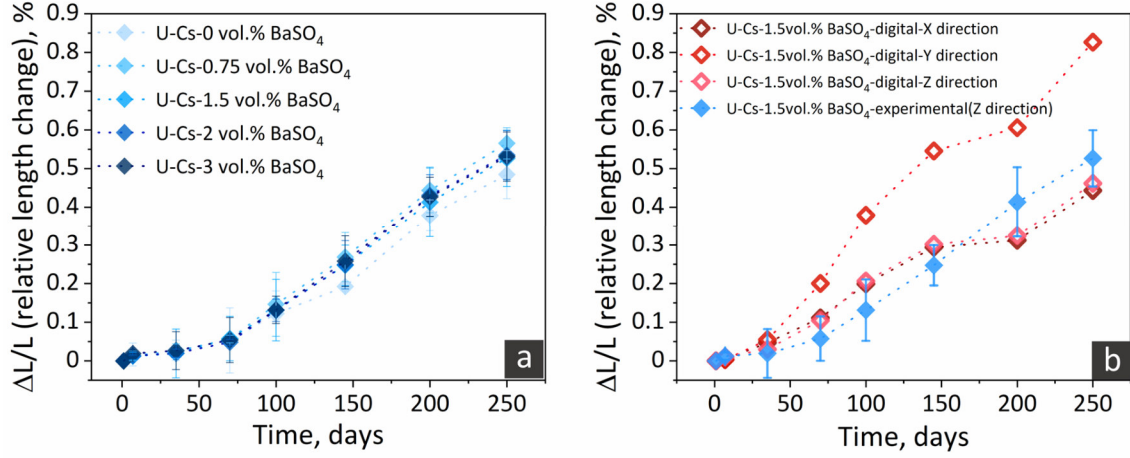 ΔL/L (relative length change), %
0.9
0.8
0.7
0.6
0.5
0.4
0.3
0.2
0.1
0
U-Cs-0 vol.% BaSO₄
U-Cs-0.75 vol.% BaSO₄
U-Cs-1.5 vol.% BaSO₄
U-Cs-2 vol.% BaSO₄
U-Cs-3 vol.% BaSO₄
a
0 50 100 150 200 250
Time, days
ΔL/L (relative length change), %
0.9
0.8
0.7
0.6
0.5
0.4
0.3
0.2
0.1
0
U-Cs-1.5vol.% BaSO₄-digital-X direction
U-Cs-1.5vol.% BaSO₄-digital-Y direction
U-Cs-1.5vol.% BaSO₄-digital-Z direction
U-Cs-1.5vol.% BaSO₄-experimental(Z direction)
b
0 50 100 150 200 250
Time, days